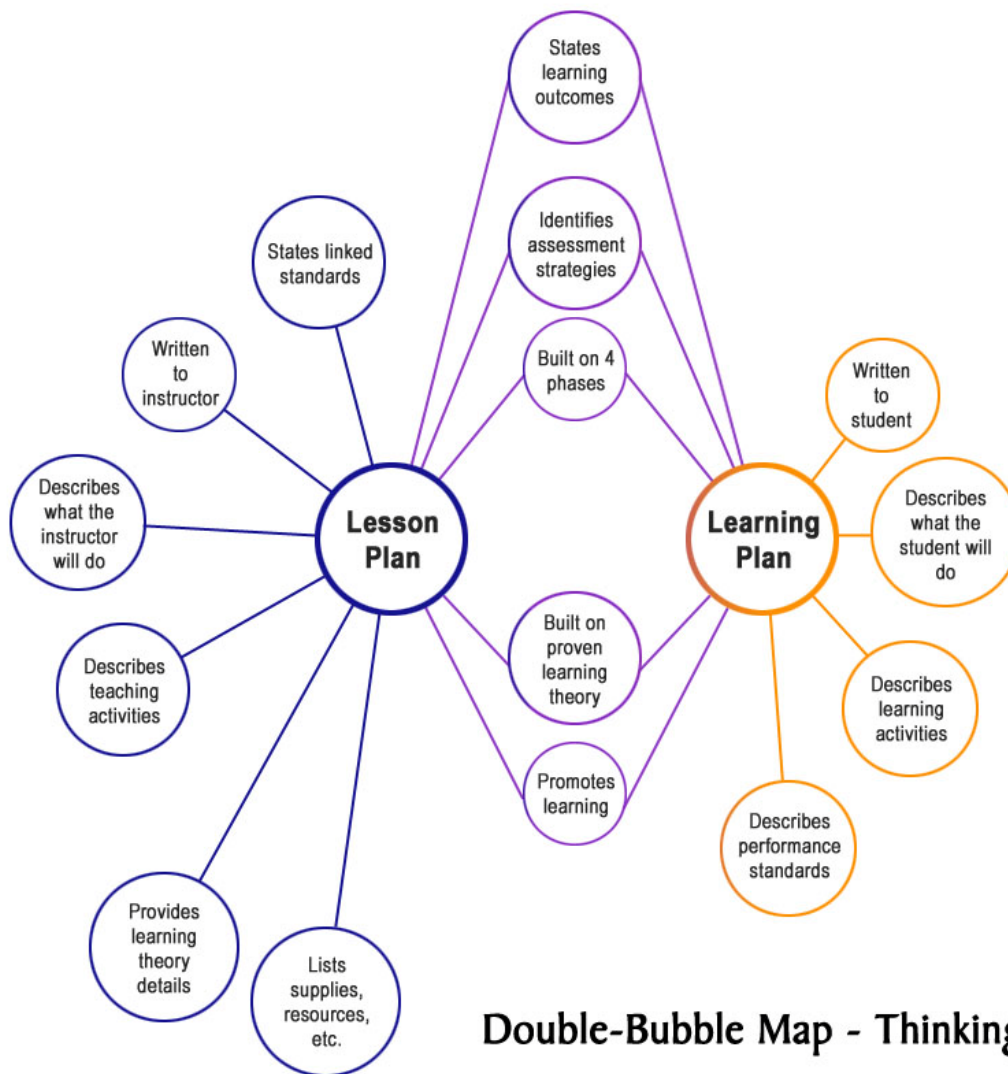 States
learning
outcomes
Identifies
assessment
strategies
Built on 4
phases
States linked
standards
Written
to
instructor
Describes
what the
instructor
will do
Describes
teaching
activities
Provides
learning
theory
details
Lists
supplies,
resources,
etc.
Lesson
Plan
Learning
Plan
Built on
proven
learning
theory
Promotes
learning
Written
to
student
Describes
what the
student will
do
Describes
learning
activities
Describes
performance
standards
Double-Bubble Map - Thinking